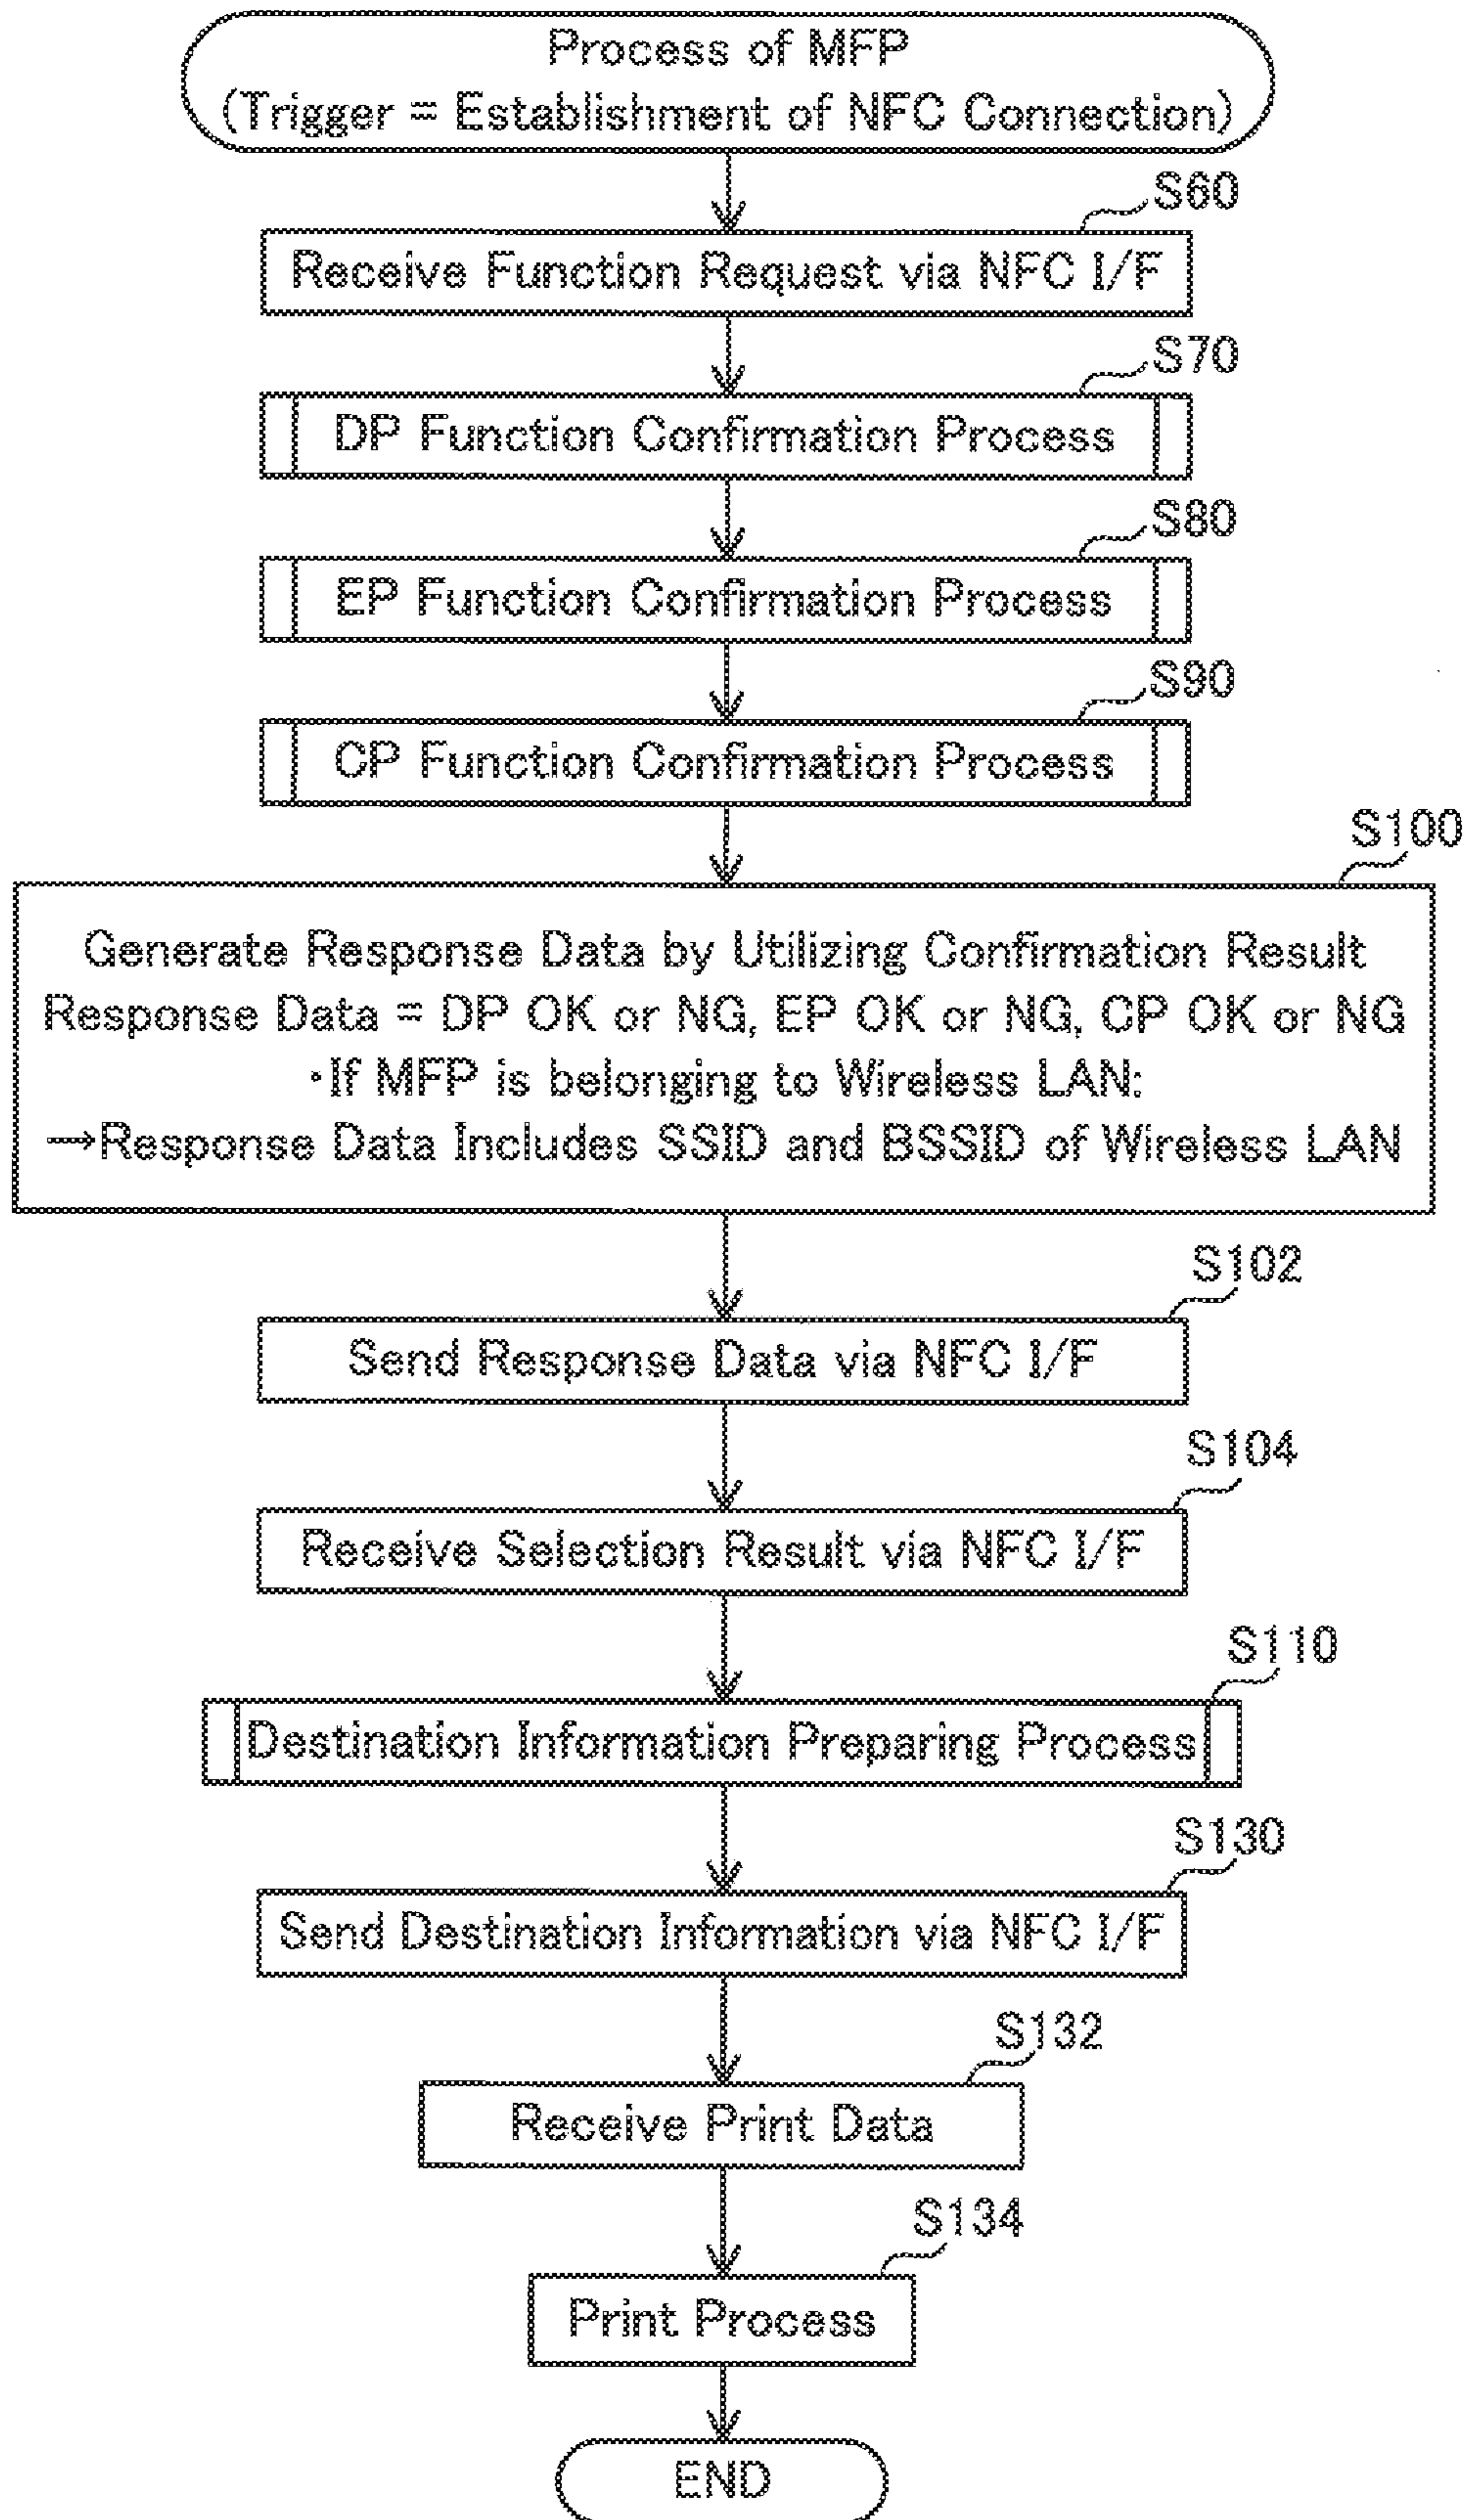 Process of MFP
(Trigger = Establishment of NFC Connection)
S60
Receive Function Request via NFC I/F
S70
DP Function Confirmation Process
S80
EP Function Confirmation Process
S90
CP Function Confirmation Process
S100
Generate Response Data by Utilizing Confirmation Result
Response Data = DP OK or NG, EP OK or NG, CP OK or NG
・If MFP is belonging to Wireless LAN:
→Response Data Includes SSID and BSSID of Wireless LAN
S102
Send Response Data via NFC I/F
S104
Receive Selection Result via NFC I/F
S110
Destination Information Preparing Process
S130
Send Destination Information via NFC I/F
S132
Receive Print Data
S134
Print Process
END